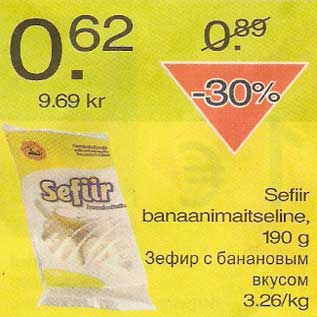 0.62
0.89
9.69 kr
-30%
Sefiir
Sefiir
banaanimaitseline,
190 g
Зефир с банановым
вкусом
3.26/kg